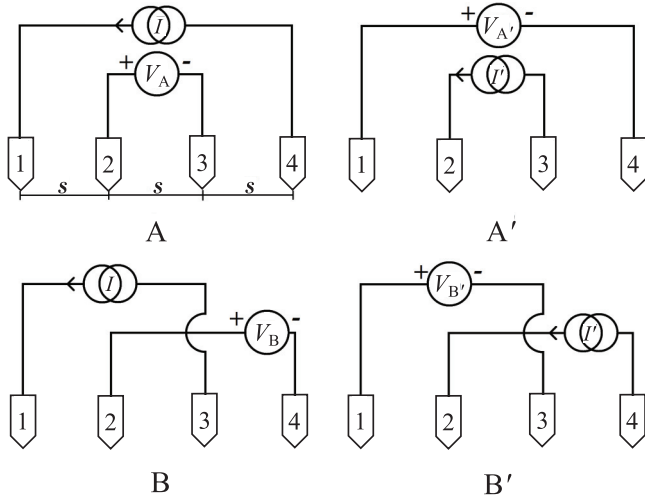 I + V_A′ -
+ V_A - I′
1 2 3 4 1 2 3 4
s s s
A A′
I + V_B′ -
+ V_B - I′
1 2 3 4 1 2 3 4
B B′